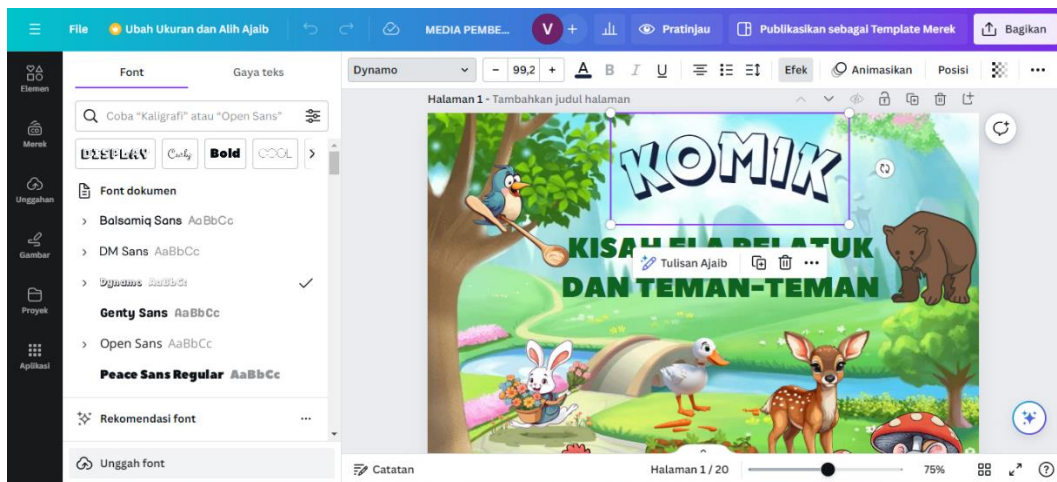 File
Ubah Ukuran dan Alih Ajaib
MEDIA PEMBE...
V
+
Pratinjau
Publikasikan sebagai Template Merek
Bagikan
Elemen
Merek
Unggahan
Gambar
Proyek
Aplikasi
Font
Gaya teks
Coba "Kaligrafi" atau "Open Sans"
DISPLAY
Curly
Bold
COOL
Font dokumen
Balsamiq Sans AaBbCc
DM Sans AaBbCc
Dynamo AaBbCc
Genty Sans AaBbCc
Open Sans AaBbCc
Peace Sans Regular AaBbCc
Rekomendasi font
Unggah font
Dynamo
- 99,2 +
A B I U
Efek
Animasikan
Posisi
Halaman 1 - Tambahkan judul halaman
KOMIK
KISAH ELA PELATUK
DAN TEMAN-TEMAN
Tulisan Ajaib
Catatan
Halaman 1 / 20
75%